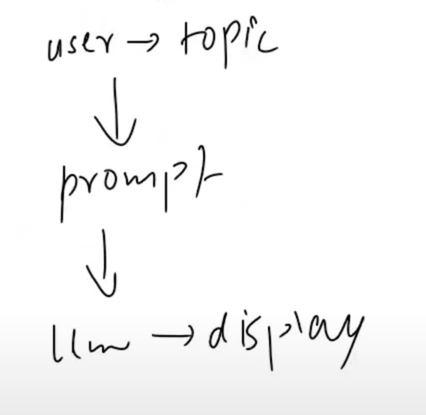 user → topic
prompt
llm → display